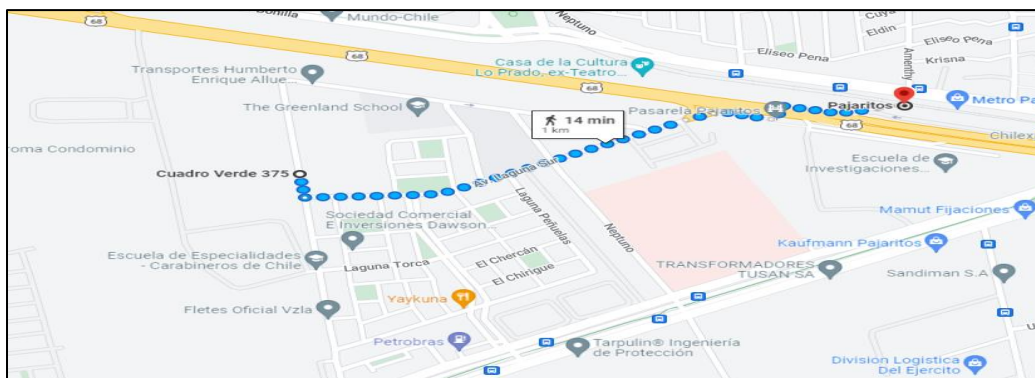 68
Bonilla
Mundo-Chile
Neptuno
Cuya
Eldin
Eliseo Pena
Krisna
Eliseo Pena
68
Transportes Humberto
Enrique Allue...
Casa de la Cultura
Lo Prado, ex-Teatro...
68
The Greenland School
Pasarela Pajaritos
Pajaritos
Metro Pa
14 min
1 km
68
Chilex
Condominio
Cuadro Verde 375
Av. Laguna Sur
Escuela de
Investigaciones...
Sociedad Comercial
E Inversiones Dawson...
Laguna Peñuelas
Neptuno
Mamut Fijaciones
Kaufmann Pajaritos
Escuela de Especialidades
- Carabineros de Chile
El Chercán
Laguna Torca
El Chirigue
TRANSFORMADORES
TUSAN SA
Sandiman S.A
Yaykuna
Fletes Oficial Vzla
Petrobras
Tarpulin® Ingeniería
de Protección
Division Logistica
Del Ejercito